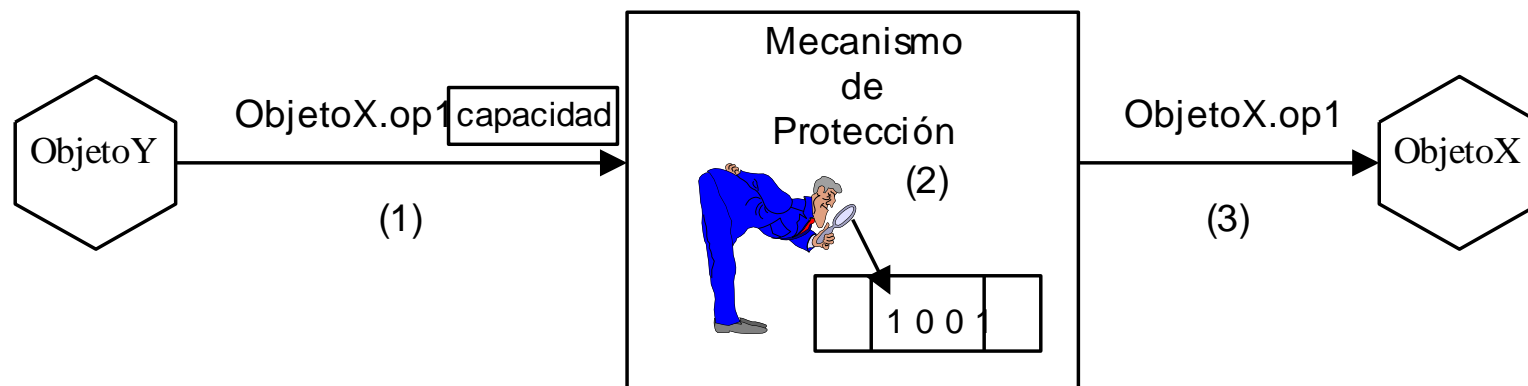 Mecanismo
de
Protección
(2)
ObjetoY
ObjetoX.op1 capacidad
(1)
1 0 0 1
ObjetoX.op1
(3)
ObjetoX